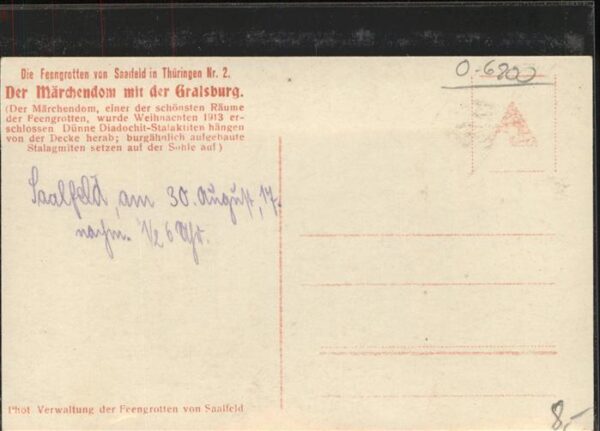 Die Feengrotten von Saalfeld in Thüringen Nr. 2.
Der Märchendom mit der Gralsburg.
(Der Märchendom, einer der schönsten Räume
der Feengrotten, wurde Weihnachten 1913 er-
schlossen Dünne Diadochit-Stalaktiten hängen
von der Decke herab; burgähnlich aufgebaute
Stalagmiten setzen auf der Sohle auf)
O-6800
A
Saalfeld, am 30. August, 17.
nachm. ½ 6 Uhr.
Phot Verwaltung der Feengrotten von Saalfeld
8,-